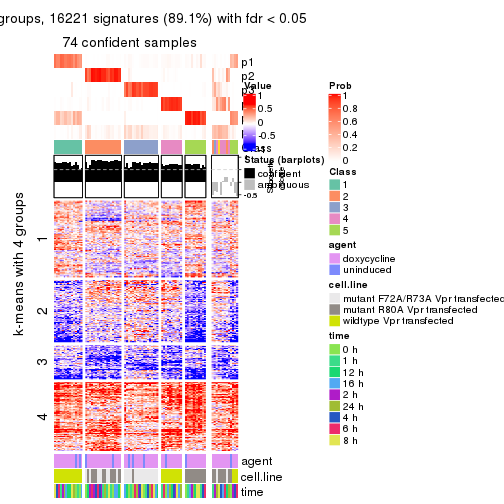 groups, 16221 signatures (89.1%) with fdr < 0.05
74 confident samples
p1
p2
p3
Value
1
0.5
0
-0.5
-1
Prob
1
0.8
0.6
0.4
0.2
0
Class
Status (barplots)
confident
ambiguous
-0.5
Class
1
2
3
4
5
agent
doxycycline
uninduced
cell.line
mutant F72A/R73A Vpr transfected
mutant R80A Vpr transfected
wildtype Vpr transfected
time
0 h
1 h
12 h
16 h
2 h
24 h
4 h
6 h
8 h
k-means with 4 groups
1
2
3
4
agent
cell.line
time